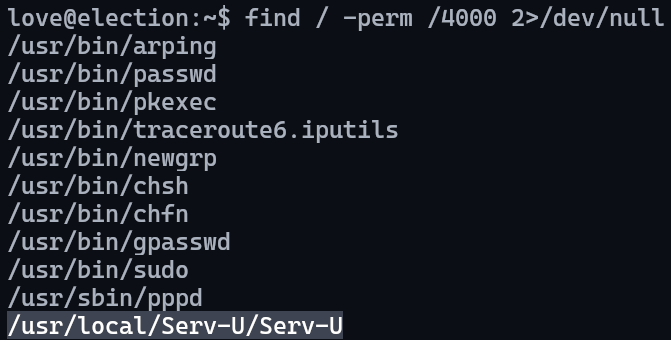 love@election:~$ find / -perm /4000 2>/dev/null
/usr/bin/arping
/usr/bin/passwd
/usr/bin/pkexec
/usr/bin/traceroute6.iputils
/usr/bin/newgrp
/usr/bin/chsh
/usr/bin/chfn
/usr/bin/gpasswd
/usr/bin/sudo
/usr/sbin/pppd
/usr/local/Serv-U/Serv-U